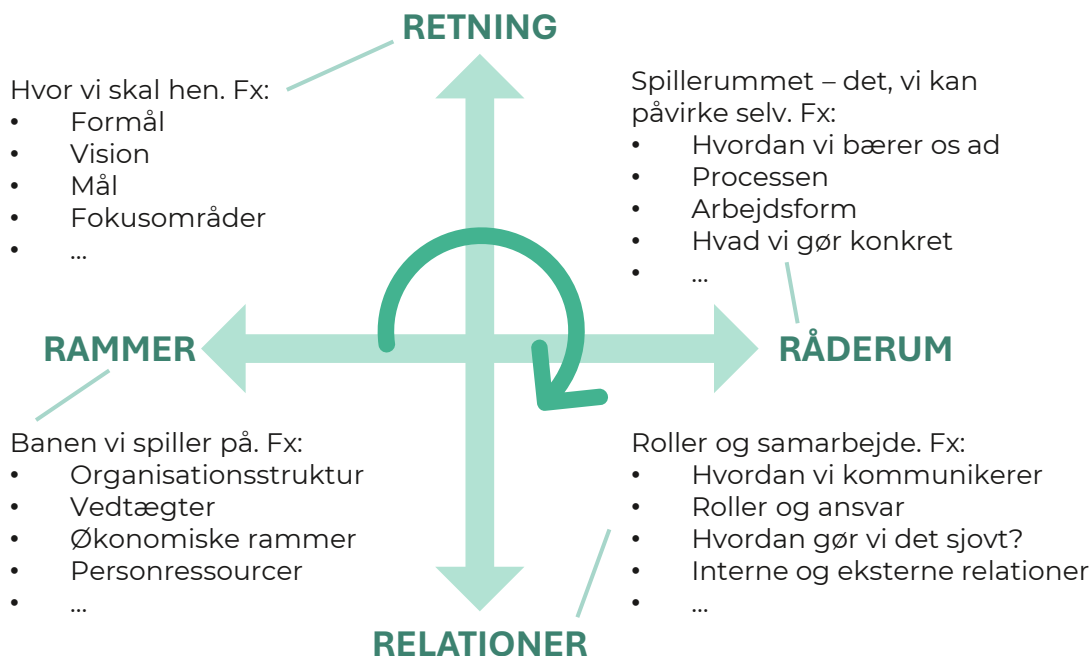 RETNING
Hvor vi skal hen. Fx:
• Formål
• Vision
• Mål
• Fokusområder
• ...
Spillerummet – det, vi kan
påvirke selv. Fx:
• Hvordan vi bærer os ad
• Processen
• Arbejdsform
• Hvad vi gør konkret
• ...
RAMMER
RÅDERUM
Banen vi spiller på. Fx:
• Organisationsstruktur
• Vedtægter
• Økonomiske rammer
• Personressourcer
• ...
Roller og samarbejde. Fx:
• Hvordan vi kommunikerer
• Roller og ansvar
• Hvordan gør vi det sjovt?
• Interne og eksterne relationer
• ...
RELATIONER